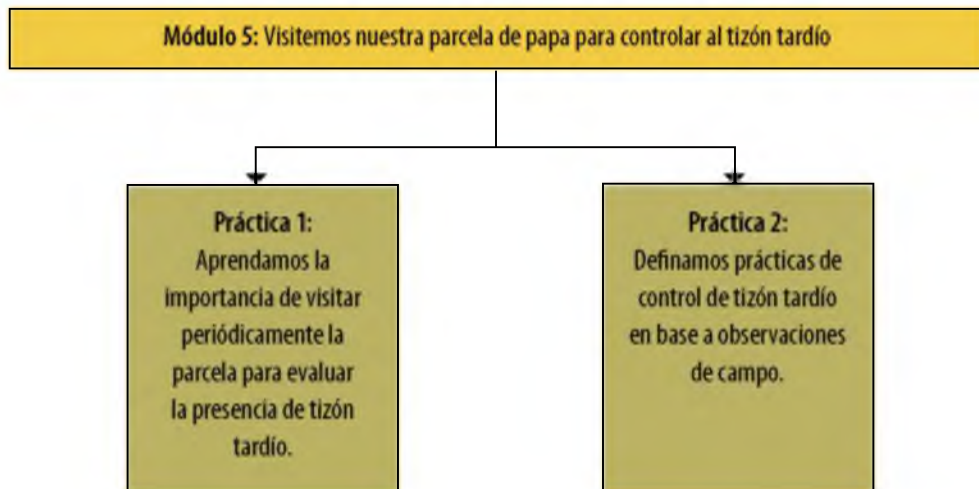 Módulo 5: Visitemos nuestra parcela de papa para controlar al tizón tardío
Práctica 1:
Aprendamos la
importancia de visitar
periódicamente la
parcela para evaluar
la presencia de tizón
tardío.
Práctica 2:
Definamos prácticas de
control de tizón tardío
en base a observaciones
de campo.